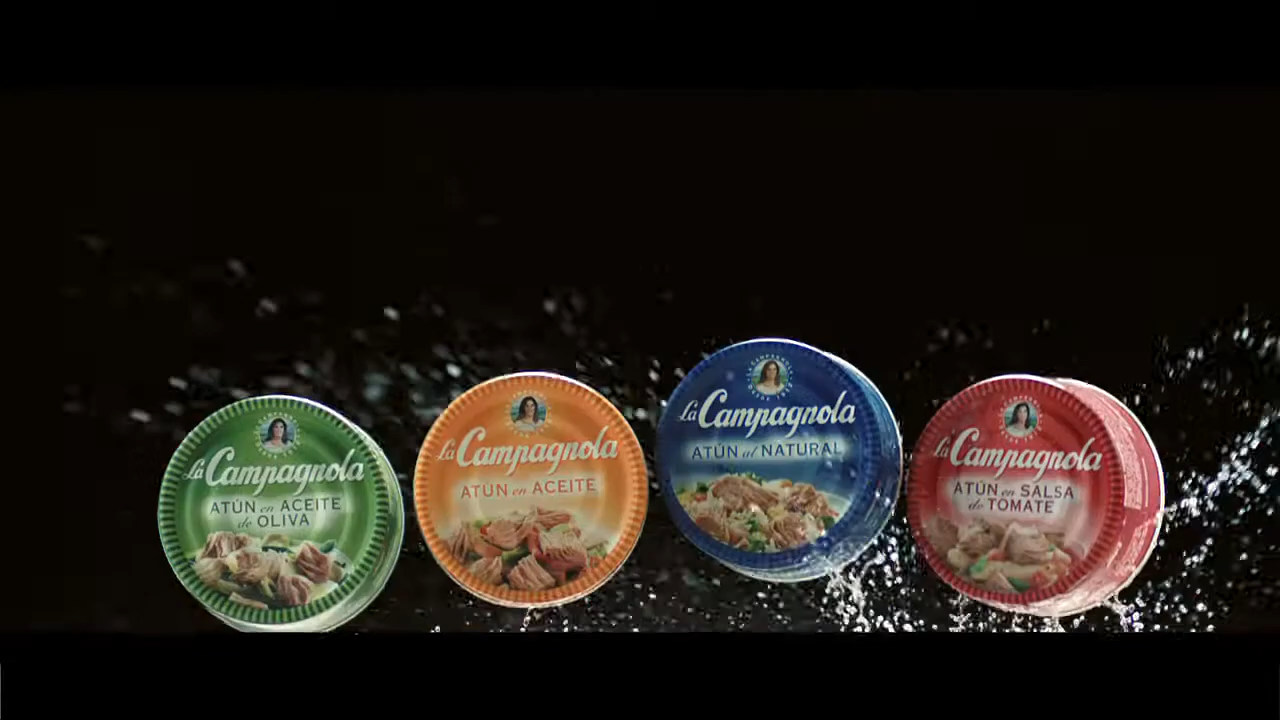 La Campagnola
ATÚN en ACEITE
de OLIVA
La Campagnola
ATÚN en ACEITE
La Campagnola
ATÚN al NATURAL
La Campagnola
ATÚN en SALSA
de TOMATE